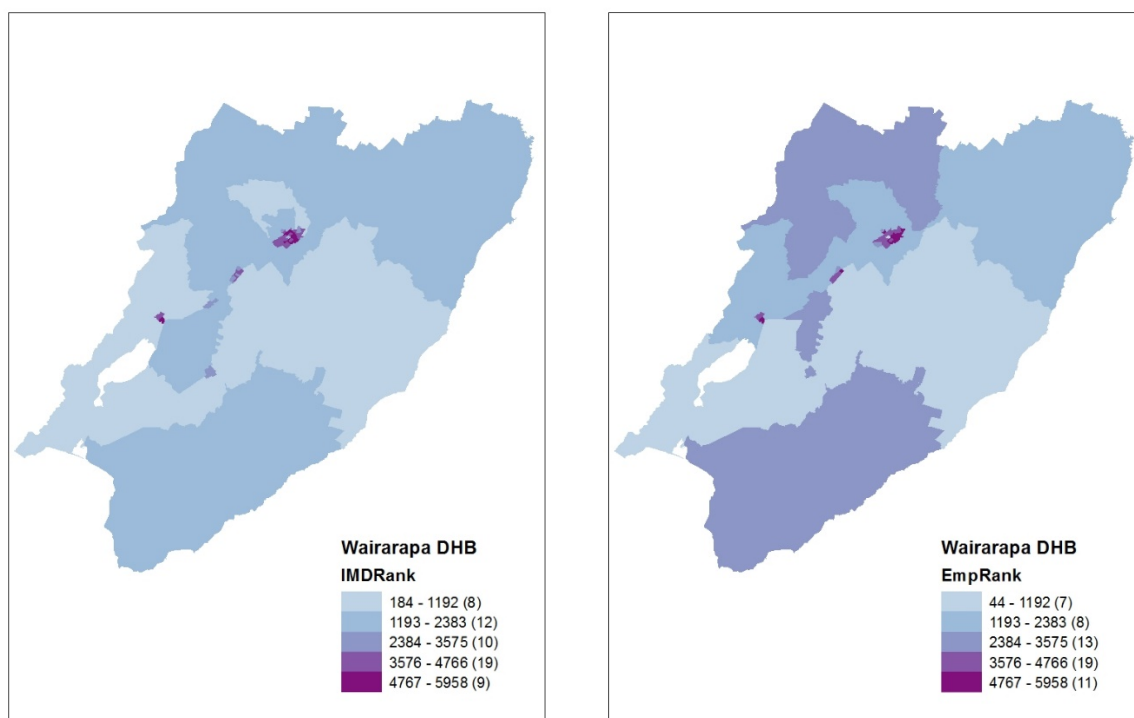 Wairarapa DHB
IMDRank
184 - 1192 (8)
1193 - 2383 (12)
2384 - 3575 (10)
3576 - 4766 (19)
4767 - 5958 (9)
Wairarapa DHB
EmpRank
44 - 1192 (7)
1193 - 2383 (8)
2384 - 3575 (13)
3576 - 4766 (19)
4767 - 5958 (11)